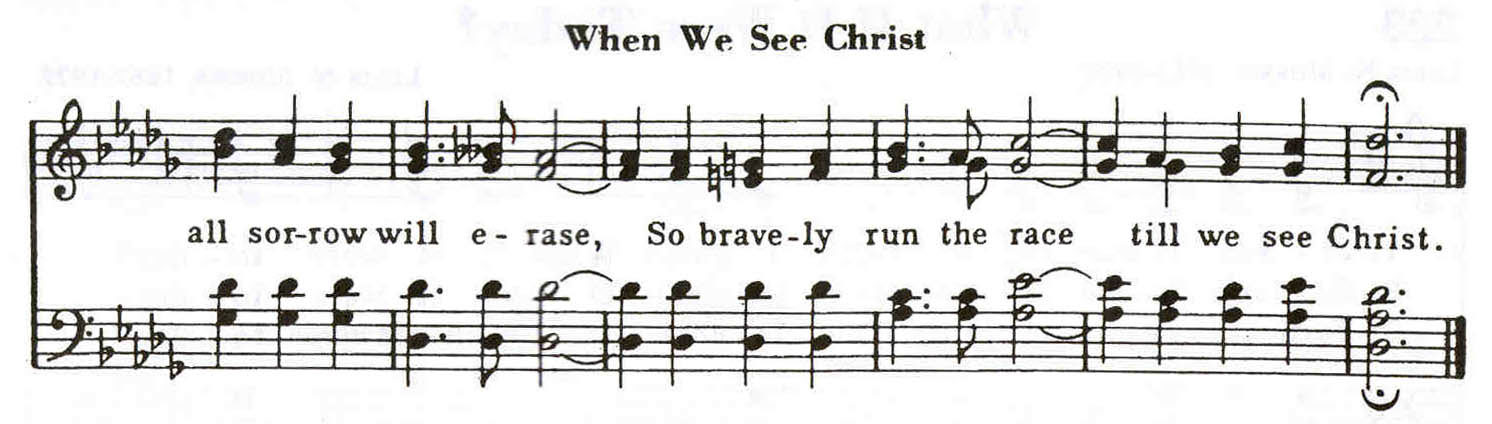 When We See Christ
all sor-row will e - rase, So brave-ly run the race till we see Christ.